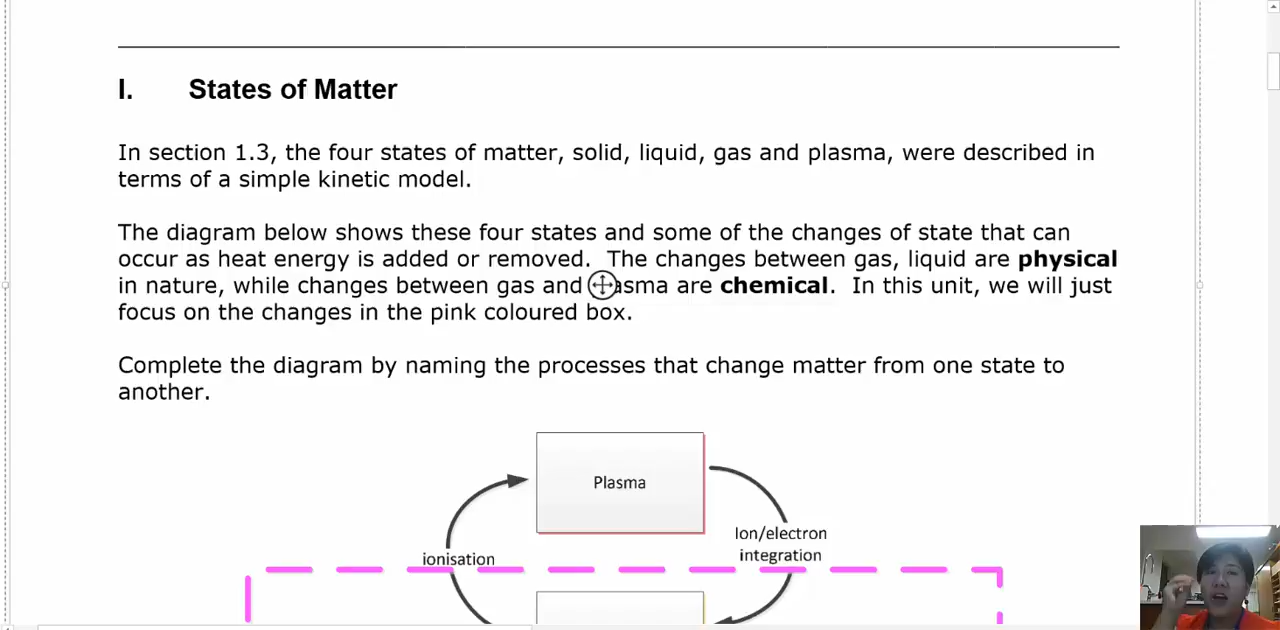 I. States of Matter
In section 1.3, the four states of matter, solid, liquid, gas and plasma, were described in
terms of a simple kinetic model.
The diagram below shows these four states and some of the changes of state that can
occur as heat energy is added or removed. The changes between gas, liquid are physical
in nature, while changes between gas and asma are chemical. In this unit, we will just
focus on the changes in the pink coloured box.
Complete the diagram by naming the processes that change matter from one state to
another.
Plasma
Ion/electron
integration
ionisation